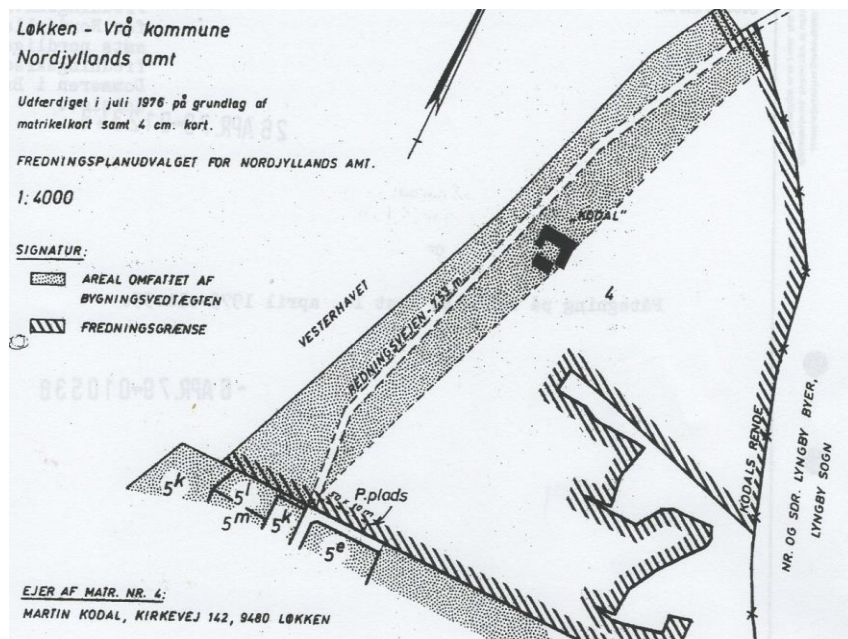 Løkken - Vrå kommune
Nordjyllands amt
Udfærdiget i juli 1976 på grundlag af
matrikelkort samt 4 cm. kort.
FREDNINGSPLANUDVALGET FOR NORDJYLLANDS AMT.
1:4000
SIGNATUR:
AREAL OMFATTET AF
BYGNINGSVEDTÆGTEN
FREDNINGSGRÆNSE
VESTERHAVET
REDNINGSVEJEN - 7,53 m.
„KODAL"
4
KODALS RENDE
NR. OG SDR. LYNGBY BYER,
LYNGBY SOGN
P.plads
5k
5l
5m
5k
5e
EJER AF MATR. NR. 4:
MARTIN KODAL, KIRKEVEJ 142, 9480 LØKKEN